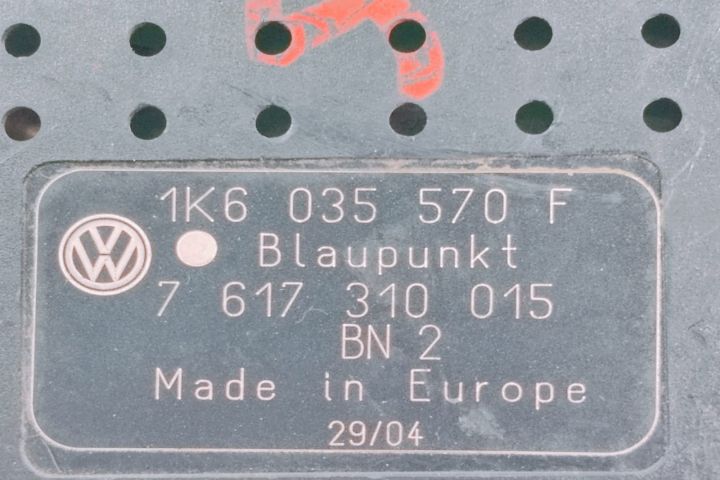 1K6 035 570 F
Blaupunkt
7 617 310 015
BN 2
Made in Europe
29/04